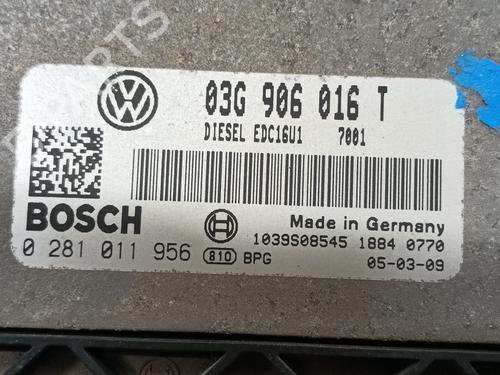 PARTS
03G 906 016 T
DIESEL EDC16U1 7001
BOSCH
Made in Germany
0 281 011 956 810 BPG
1039S08545 1884 0770
05-03-09